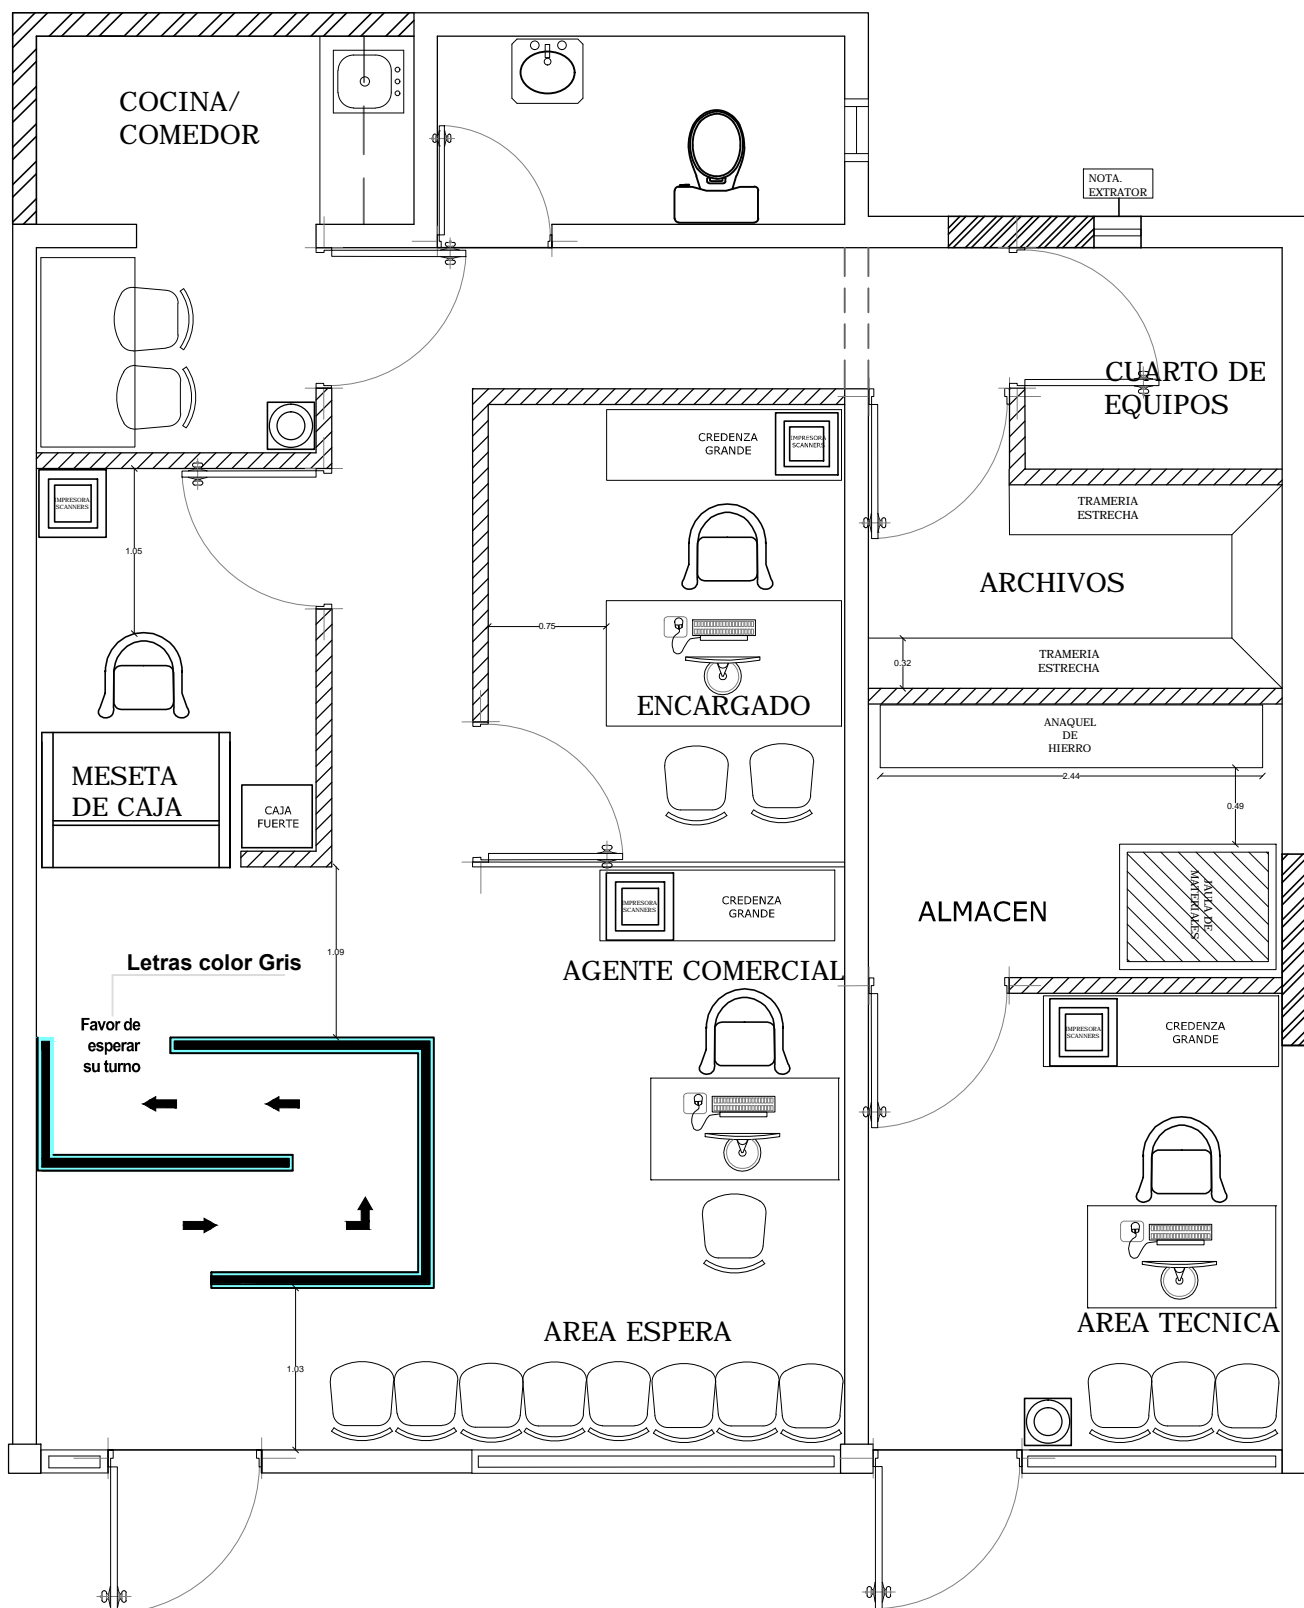 COCINA/
COMEDOR
NOTA.
EXTRATOR
CUARTO DE
EQUIPOS
CREDENZA
GRANDE
IMPRESORA
SCANNERS
IMPRESORA
SCANNERS
1.05
TRAMERIA
ESTRECHA
ARCHIVOS
0.75
TRAMERIA
ESTRECHA
0.32
ENCARGADO
ANAQUEL
DE
HIERRO
2.44
0.49
MESETA
DE CAJA
CAJA
FUERTE
JAULA DE
MATERIALES
IMPRESORA
SCANNERS
CREDENZA
GRANDE
ALMACEN
1.09
Letras color Gris
AGENTE COMERCIAL
Favor de
esperar
su turno
IMPRESORA
SCANNERS
CREDENZA
GRANDE
AREA ESPERA
AREA TECNICA
1.03